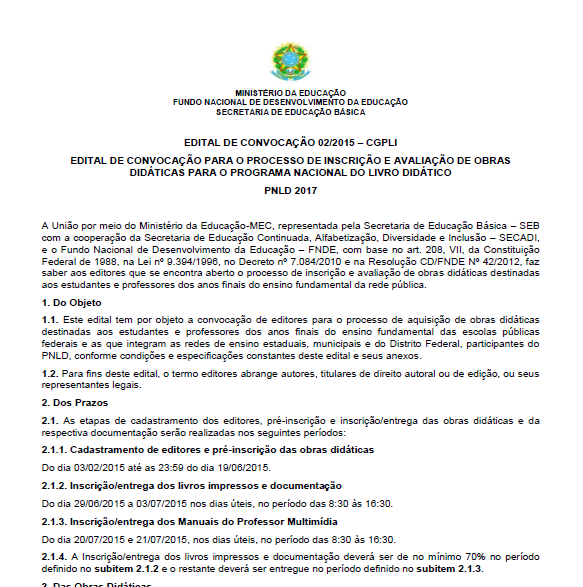 MINISTÉRIO DA EDUCAÇÃO
FUNDO NACIONAL DE DESENVOLVIMENTO DA EDUCAÇÃO
SECRETARIA DE EDUCAÇÃO BÁSICA
EDITAL DE CONVOCAÇÃO 02/2015 – CGPLI
EDITAL DE CONVOCAÇÃO PARA O PROCESSO DE INSCRIÇÃO E AVALIAÇÃO DE OBRAS
DIDÁTICAS PARA O PROGRAMA NACIONAL DO LIVRO DIDÁTICO
PNLD 2017
A União por meio do Ministério da Educação-MEC, representada pela Secretaria de Educação Básica – SEB
com a cooperação da Secretaria de Educação Continuada, Alfabetização, Diversidade e Inclusão – SECADI,
e o Fundo Nacional de Desenvolvimento da Educação – FNDE, com base no art. 208, VII, da Constituição
Federal de 1988, na Lei nº 9.394/1996, no Decreto nº 7.084/2010 e na Resolução CD/FNDE Nº 42/2012, faz
saber aos editores que se encontra aberto o processo de inscrição e avaliação de obras didáticas destinadas
aos estudantes e professores dos anos finais do ensino fundamental da rede pública.
1. Do Objeto
1.1. Este edital tem por objeto a convocação de editores para o processo de aquisição de obras didáticas
destinadas aos estudantes e professores dos anos finais do ensino fundamental das escolas públicas
federais e as que integram as redes de ensino estaduais, municipais e do Distrito Federal, participantes do
PNLD, conforme condições e especificações constantes deste edital e seus anexos.
1.2. Para fins deste edital, o termo editores abrange autores, titulares de direito autoral ou de edição, ou seus
representantes legais.
2. Dos Prazos
2.1. As etapas de cadastramento dos editores, pré-inscrição e inscrição/entrega das obras didáticas e da
respectiva documentação serão realizadas nos seguintes períodos:
2.1.1. Cadastramento de editores e pré-inscrição das obras didáticas
Do dia 03/02/2015 até as 23:59 do dia 19/06/2015.
2.1.2. Inscrição/entrega dos livros impressos e documentação
Do dia 29/06/2015 a 03/07/2015 nos dias úteis, no período das 8:30 às 16:30.
2.1.3. Inscrição/entrega dos Manuais do Professor Multimídia
Do dia 20/07/2015 e 21/07/2015, nos dias úteis, no período das 8:30 às 16:30.
2.1.4. A Inscrição/entrega dos livros impressos e documentação deverá ser de no mínimo 70% no período
definido no subitem 2.1.2 e o restante deverá ser entregue no período definido no subitem 2.1.3.
3. Das Obras Didáticas